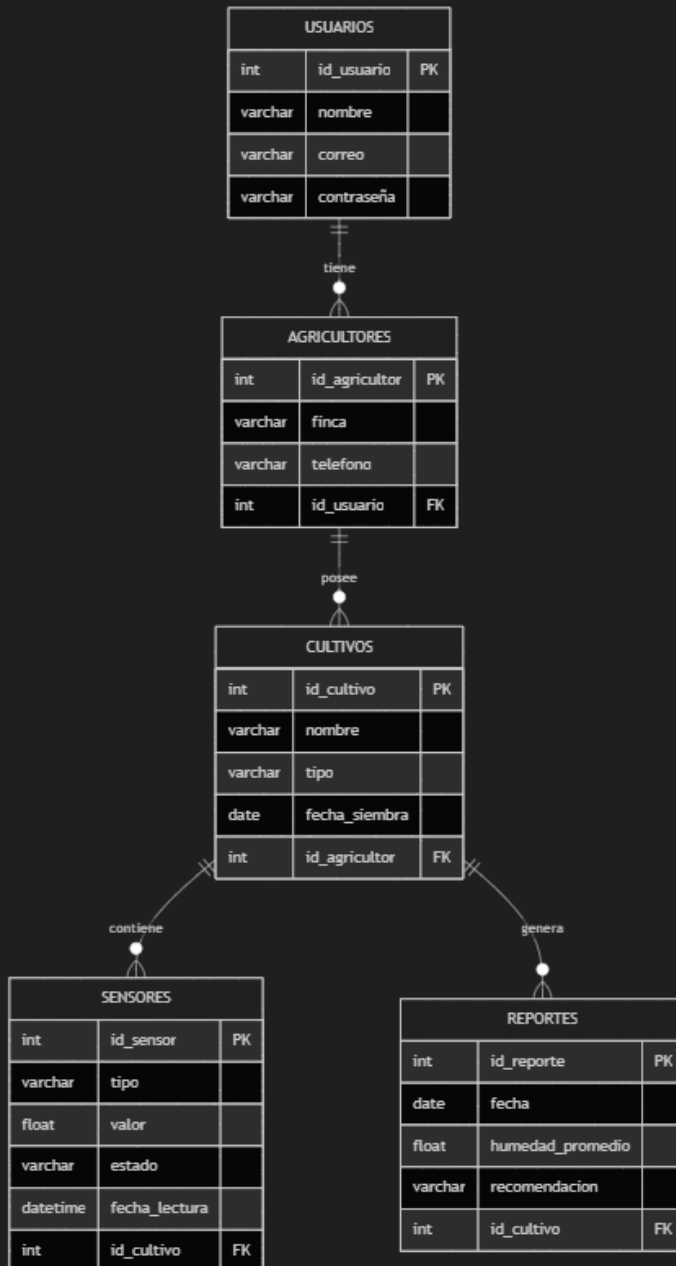 USUARIOS
int id_usuario PK
varchar nombre
varchar correo
varchar contraseña
tiene
AGRICULTORES
int id_agricultor PK
varchar finca
varchar telefono
int id_usuario FK
posee
CULTIVOS
int id_cultivo PK
varchar nombre
varchar tipo
date fecha_siembra
int id_agricultor FK
contiene
genera
SENSORES
int id_sensor PK
varchar tipo
float valor
varchar estado
datetime fecha_lectura
int id_cultivo FK
REPORTES
int id_reporte PK
date fecha
float humedad_promedio
varchar recomendacion
int id_cultivo FK